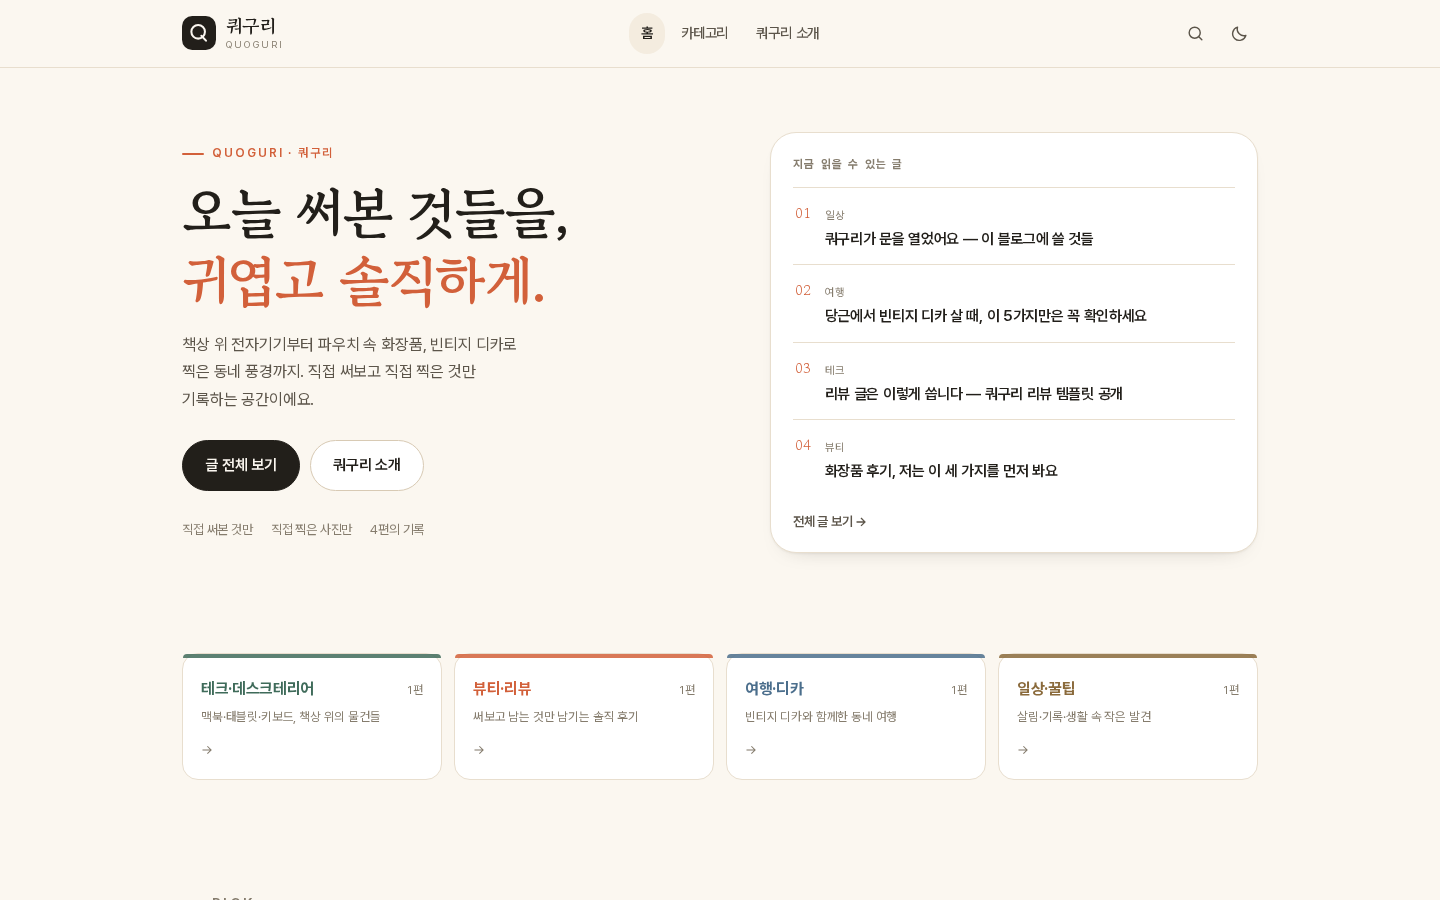 쿼구리
QUOGURI
홈
카테고리
쿼구리 소개
QUOGURI · 쿼구리
오늘 써본 것들을,
귀엽고 솔직하게.
책상 위 전자기기부터 파우치 속 화장품, 빈티지 디카로
찍은 동네 풍경까지. 직접 써보고 직접 찍은 것만
기록하는 공간이에요.
글 전체 보기
쿼구리 소개
직접 써본 것만
직접 찍은 사진만
4편의 기록
지금 읽을 수 있는 글
01 일상
쿼구리가 문을 열었어요 — 이 블로그에 쓸 것들
02 여행
당근에서 빈티지 디카 살 때, 이 5가지만은 꼭 확인하세요
03 테크
리뷰 글은 이렇게 씁니다 — 쿼구리 리뷰 템플릿 공개
04 뷰티
화장품 후기, 저는 이 세 가지를 먼저 봐요
전체 글 보기 →
테크·데스크테리어 1편
맥북·태블릿·키보드, 책상 위의 물건들
→
뷰티·리뷰 1편
써보고 남는 것만 남기는 솔직 후기
→
여행·디카 1편
빈티지 디카와 함께한 동네 여행
→
일상·꿀팁 1편
살림·기록·생활 속 작은 발견
→